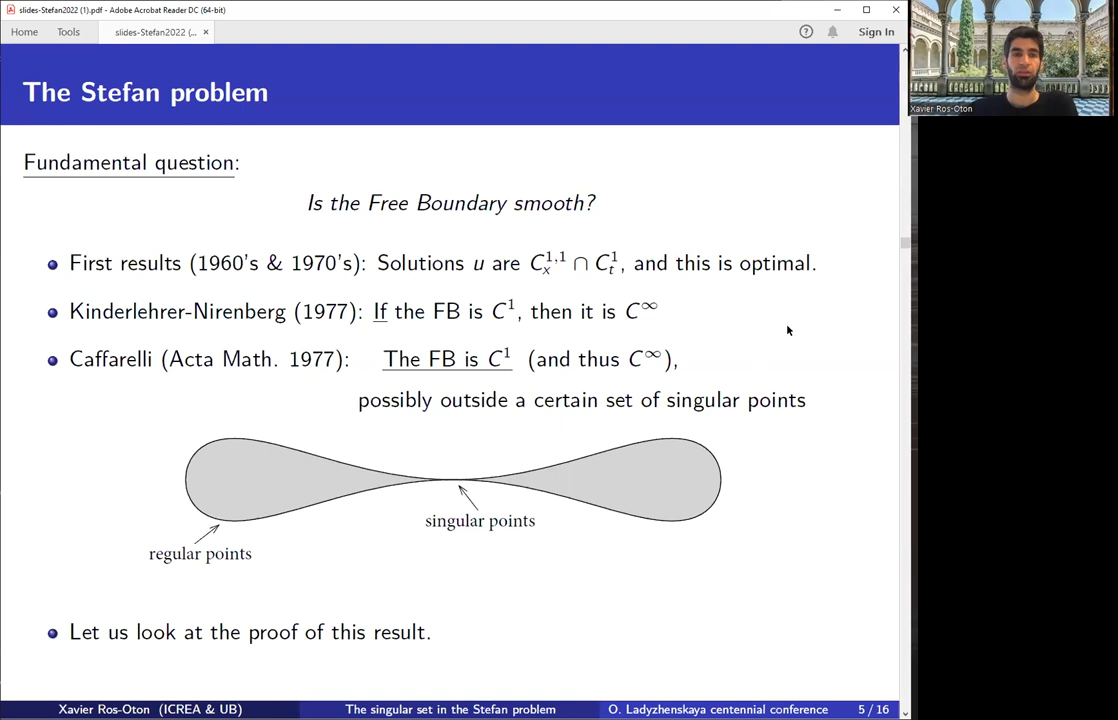 slides-Stefan2022 (1).pdf - Adobe Acrobat Reader DC (64-bit)
Home Tools slides-Stefan2022 (... × Sign In
The Stefan problem
Xavier Ros-Oton
Fundamental question:
Is the Free Boundary smooth?
First results (1960's & 1970's): Solutions u are C_x^{1,1} ∩ C_t^1, and this is optimal.
Kinderlehrer-Nirenberg (1977): If the FB is C^1, then it is C^∞
Caffarelli (Acta Math. 1977): The FB is C^1 (and thus C^∞),
possibly outside a certain set of singular points
singular points
regular points
Let us look at the proof of this result.
Xavier Ros-Oton (ICREA & UB) The singular set in the Stefan problem O. Ladyzhenskaya centennial conference 5 / 16